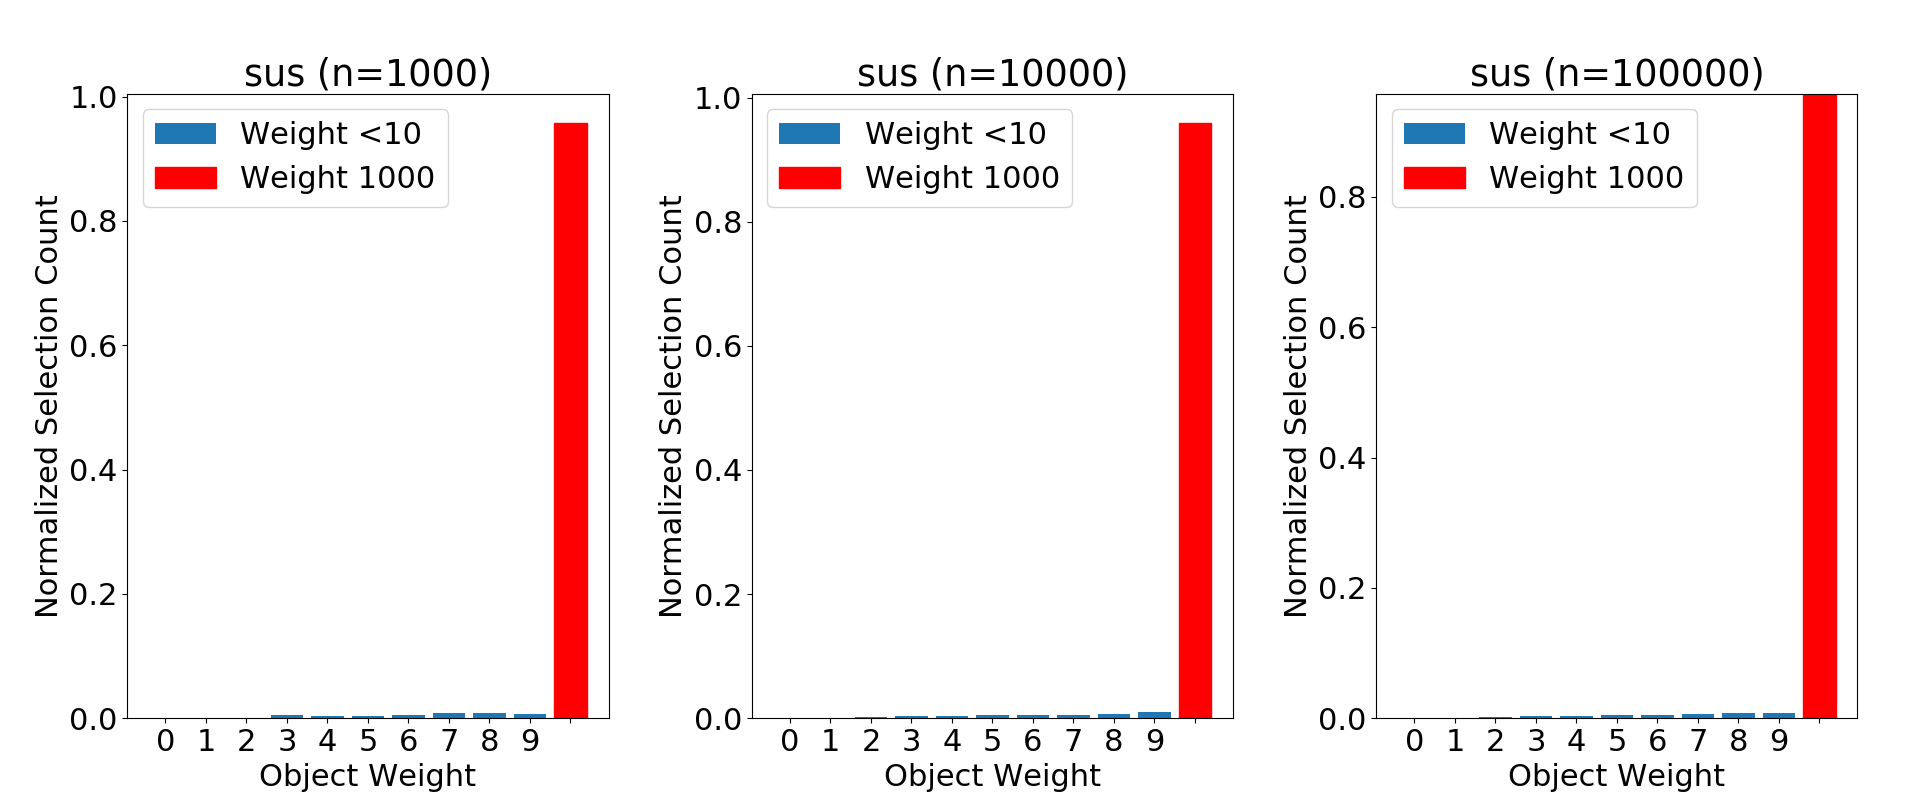 sus (n=1000)
1.0
0.8
0.6
0.4
0.2
0.0
Normalized Selection Count
Weight <10
Weight 1000
0 1 2 3 4 5 6 7 8 9
Object Weight
sus (n=10000)
1.0
0.8
0.6
0.4
0.2
0.0
Normalized Selection Count
Weight <10
Weight 1000
0 1 2 3 4 5 6 7 8 9
Object Weight
sus (n=100000)
0.8
0.6
0.4
0.2
0.0
Normalized Selection Count
Weight <10
Weight 1000
0 1 2 3 4 5 6 7 8 9
Object Weight